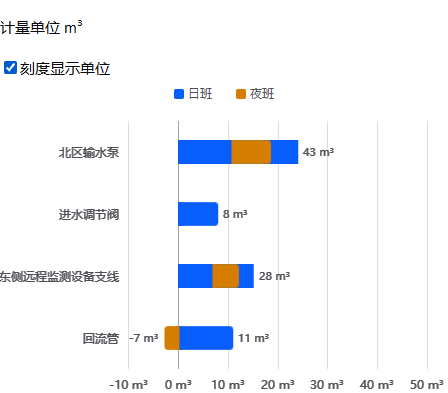 计量单位 m³
刻度显示单位
日班 夜班
北区输水泵 43 m³
进水调节阀 8 m³
东侧远程监测设备支线 28 m³
回流管 -7 m³ 11 m³
-10 m³ 0 m³ 10 m³ 20 m³ 30 m³ 40 m³ 50 m³